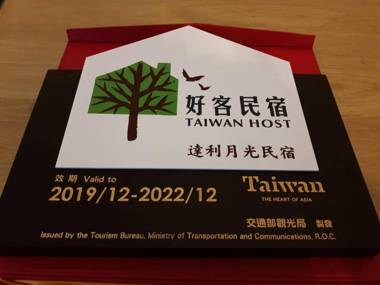 好客民宿
TAIWAN HOST
達利月光民宿
效期 Valid to
2019/12-2022/12
Taiwan
THE HEART OF ASIA
交通部觀光局 製發
Issued by the Tourism Bureau, Ministry of Transportation and Communications, R.O.C.